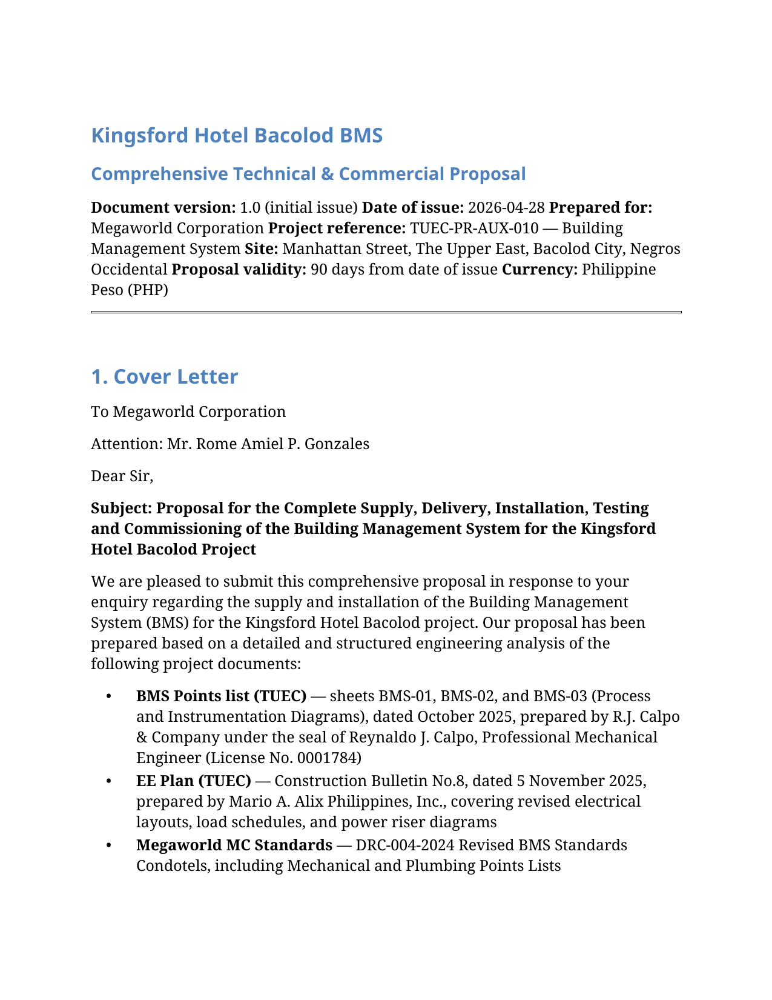 Kingsford Hotel Bacolod BMS
Comprehensive Technical & Commercial Proposal
Document version: 1.0 (initial issue) Date of issue: 2026-04-28 Prepared for:
Megaworld Corporation Project reference: TUEC-PR-AUX-010 — Building
Management System Site: Manhattan Street, The Upper East, Bacolod City, Negros
Occidental Proposal validity: 90 days from date of issue Currency: Philippine
Peso (PHP)
1. Cover Letter
To Megaworld Corporation
Attention: Mr. Rome Amiel P. Gonzales
Dear Sir,
Subject: Proposal for the Complete Supply, Delivery, Installation, Testing
and Commissioning of the Building Management System for the Kingsford
Hotel Bacolod Project
We are pleased to submit this comprehensive proposal in response to your
enquiry regarding the supply and installation of the Building Management
System (BMS) for the Kingsford Hotel Bacolod project. Our proposal has been
prepared based on a detailed and structured engineering analysis of the
following project documents:
• BMS Points list (TUEC) — sheets BMS-01, BMS-02, and BMS-03 (Process
and Instrumentation Diagrams), dated October 2025, prepared by R.J. Calpo
& Company under the seal of Reynaldo J. Calpo, Professional Mechanical
Engineer (License No. 0001784)
• EE Plan (TUEC) — Construction Bulletin No.8, dated 5 November 2025,
prepared by Mario A. Alix Philippines, Inc., covering revised electrical
layouts, load schedules, and power riser diagrams
• Megaworld MC Standards — DRC-004-2024 Revised BMS Standards
Condotels, including Mechanical and Plumbing Points Lists